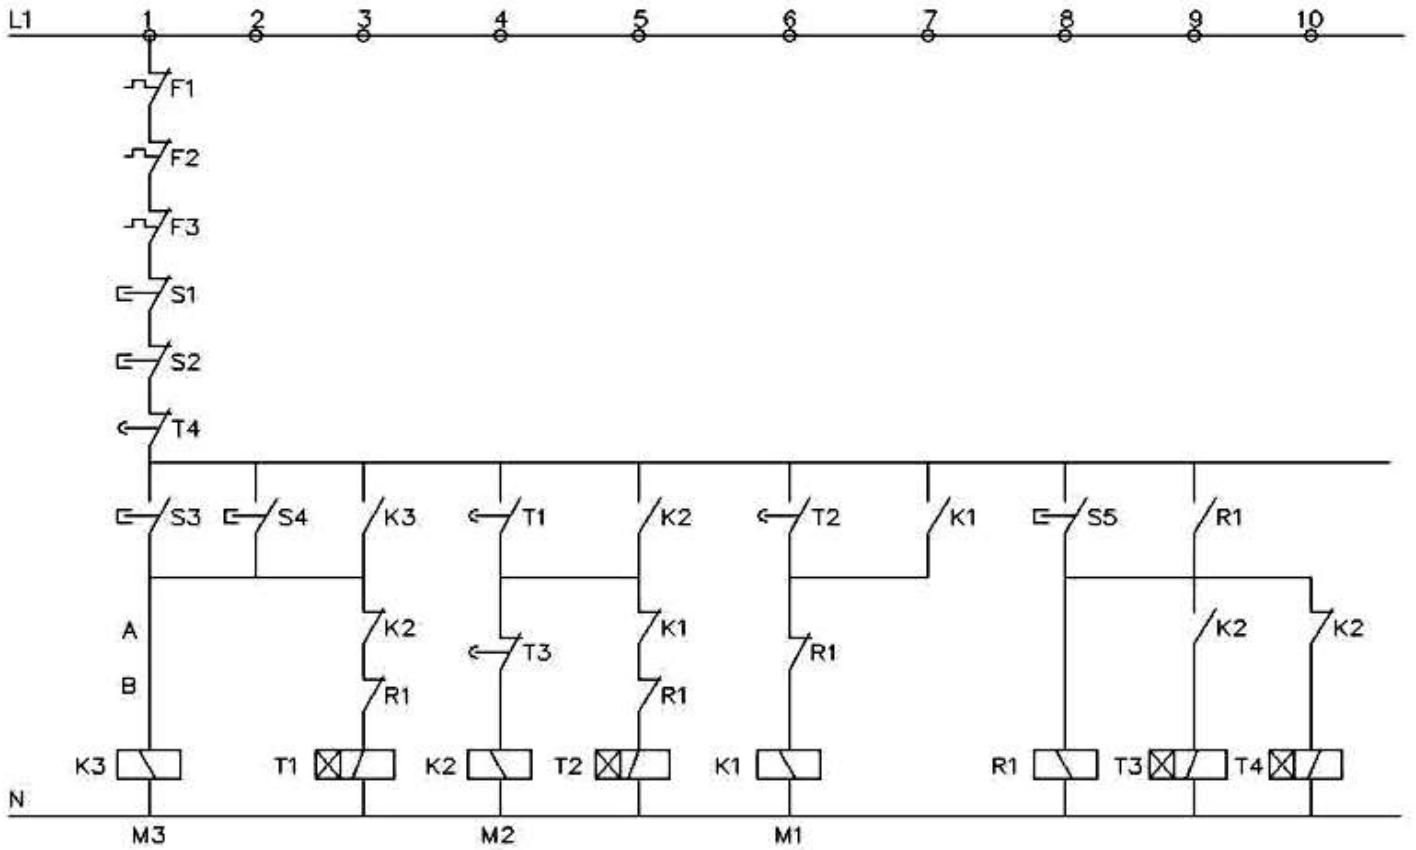 L1 1 2 3 4 5 6 7 8 9 10
F1
F2
F3
S1
S2
T4
S3 S4 K3 T1 K2 T2 K1 S5 R1
A K2 K1 K2 K2
T3 R1
B R1 R1
K3 T1 K2 T2 K1 R1 T3 T4
N
M3 M2 M1